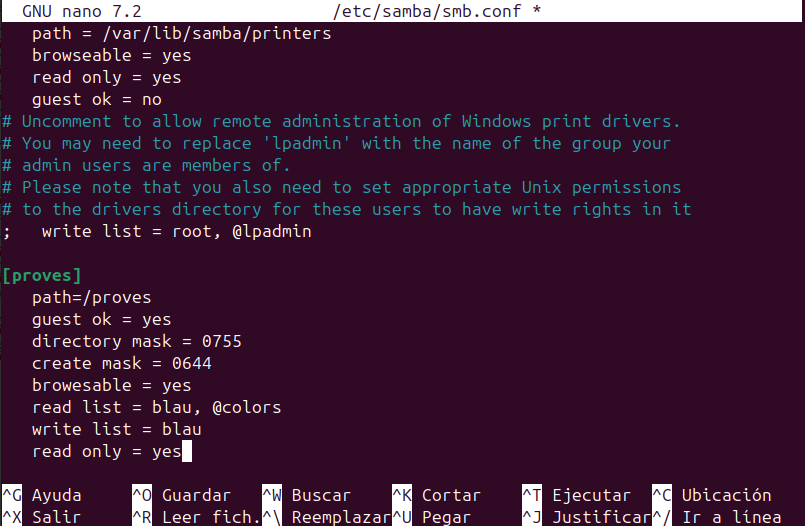 GNU nano 7.2 /etc/samba/smb.conf *
path = /var/lib/samba/printers
browseable = yes
read only = yes
guest ok = no
# Uncomment to allow remote administration of Windows print drivers.
# You may need to replace 'lpadmin' with the name of the group your
# admin users are members of.
# Please note that you also need to set appropriate Unix permissions
# to the drivers directory for these users to have write rights in it
;   write list = root, @lpadmin
[proves]
path=/proves
guest ok = yes
directory mask = 0755
create mask = 0644
browesable = yes
read list = blau, @colors
write list = blau
read only = yes
^G Ayuda ^O Guardar ^W Buscar ^K Cortar ^T Ejecutar ^C Ubicación
^X Salir ^R Leer fich. ^\ Reemplazar ^U Pegar ^J Justificar ^/ Ir a línea